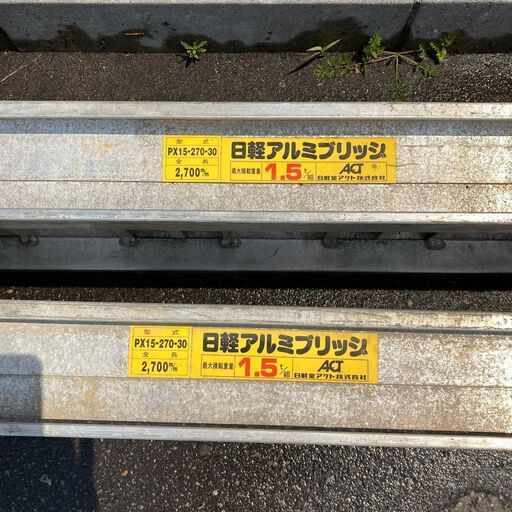 型式
PX15-270-30
全長
2,700m/m
日軽アルミブリッジ
最大積載重量 1.5t/組
ACT
日軽金アクト株式会社
型式
PX15-270-30
全長
2,700m/m
日軽アルミブリッジ
最大積載重量 1.5t/組
ACT
日軽金アクト株式会社